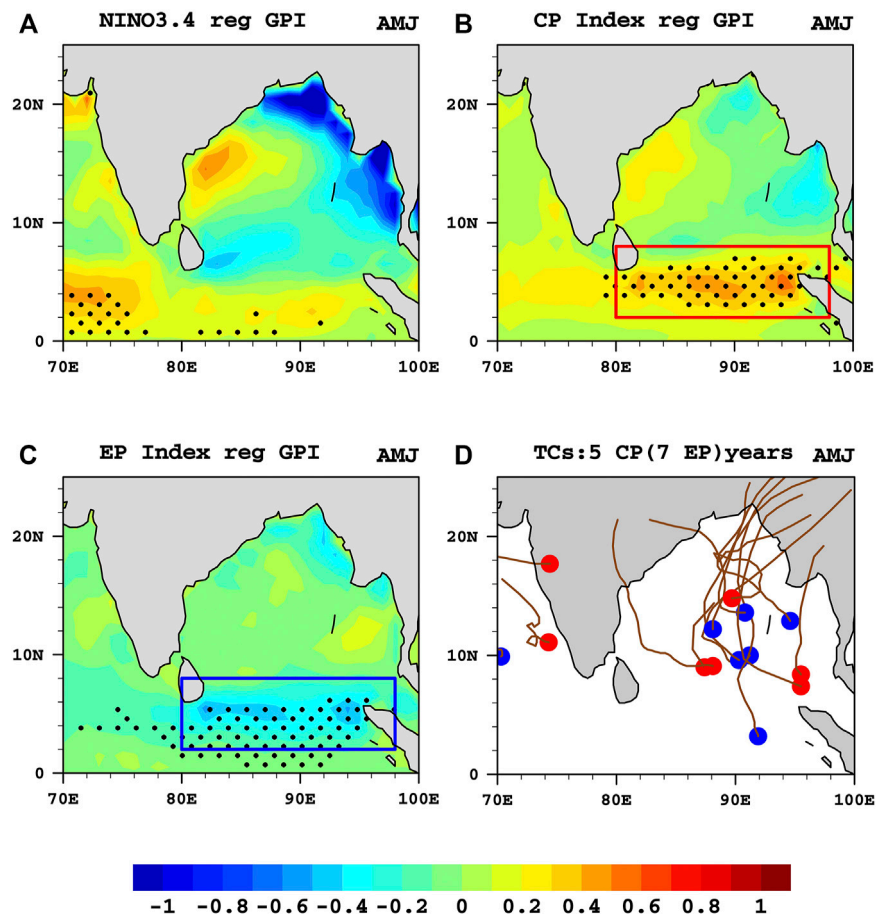 A NINO3.4 reg GPI AMJ
B CP Index reg GPI AMJ
20N
10N
0
70E 80E 90E 100E
20N
10N
0
70E 80E 90E 100E
C EP Index reg GPI AMJ
D TCs:5 CP(7 EP)years AMJ
20N
10N
0
70E 80E 90E 100E
20N
10N
0
70E 80E 90E 100E
-1 -0.8 -0.6 -0.4 -0.2 0 0.2 0.4 0.6 0.8 1